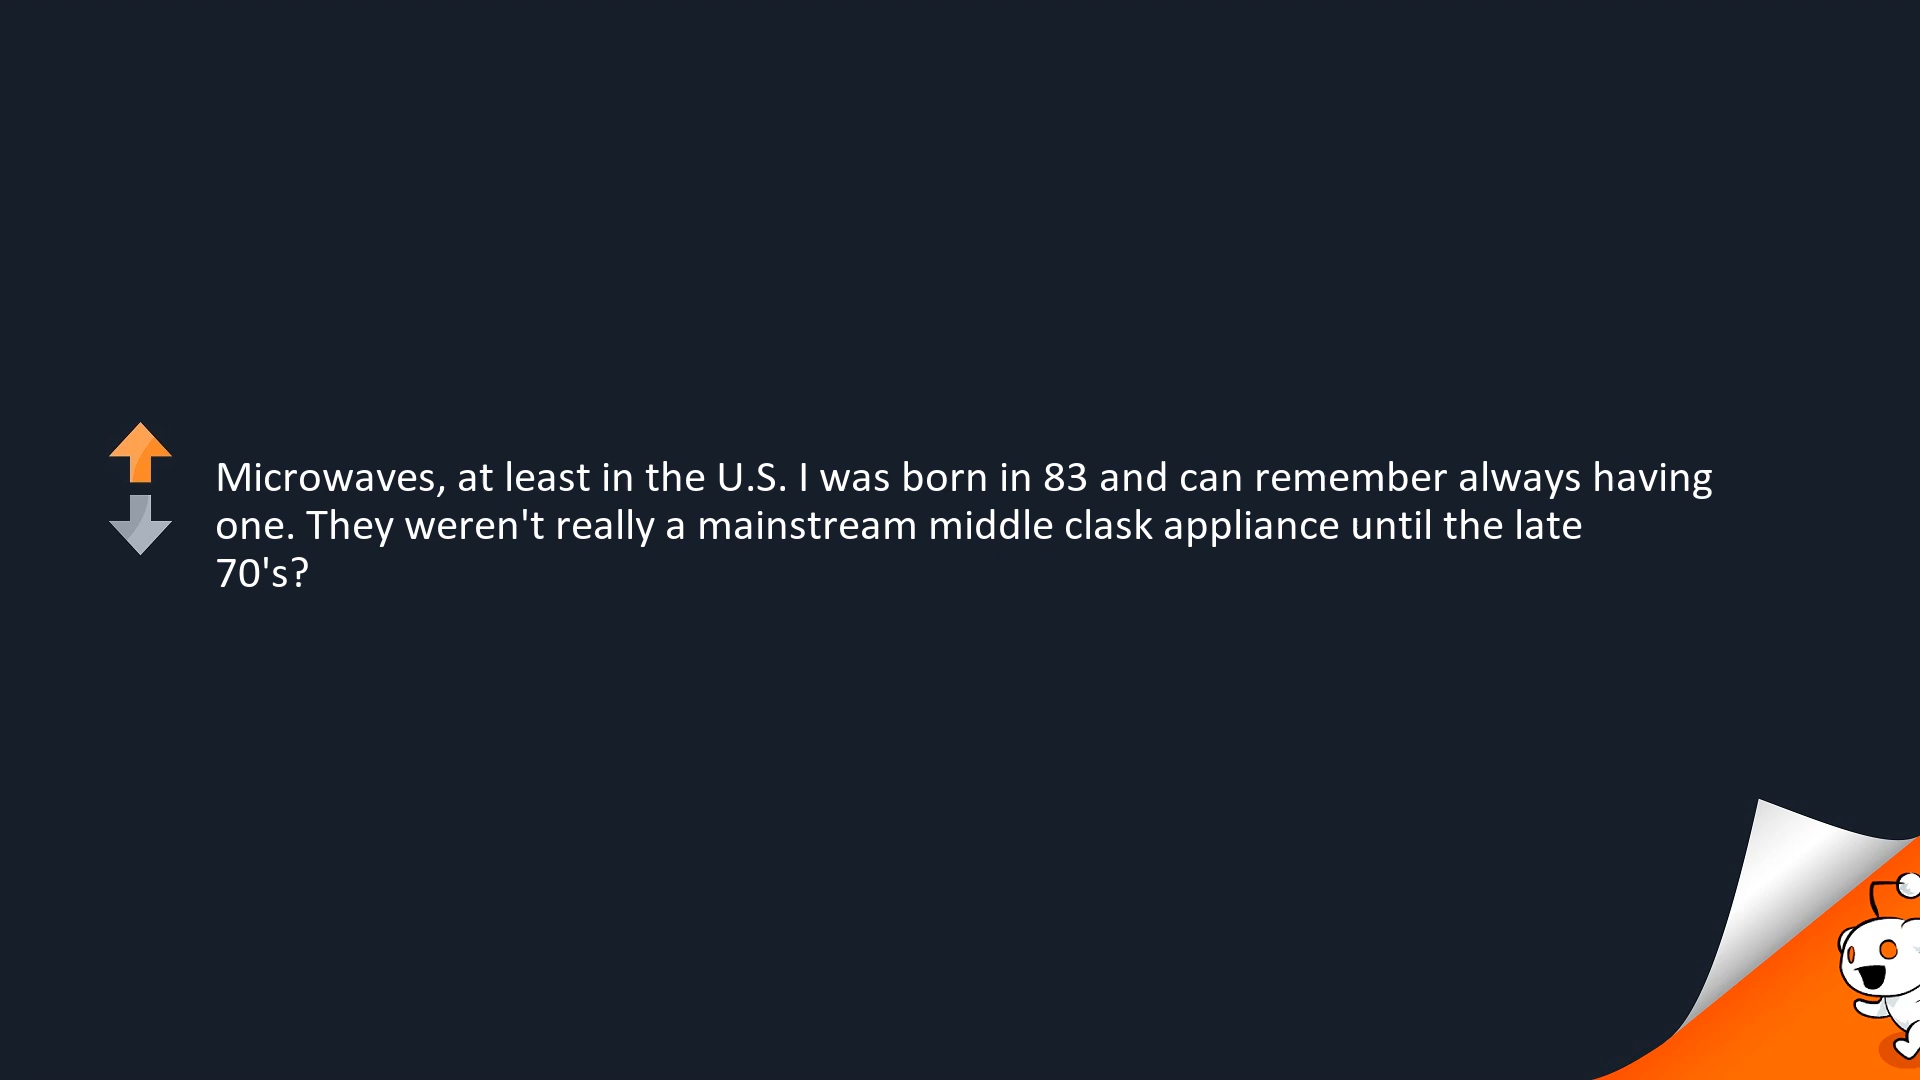 Microwaves, at least in the U.S. I was born in 83 and can remember always having
one. They weren't really a mainstream middle clask appliance until the late
70's?